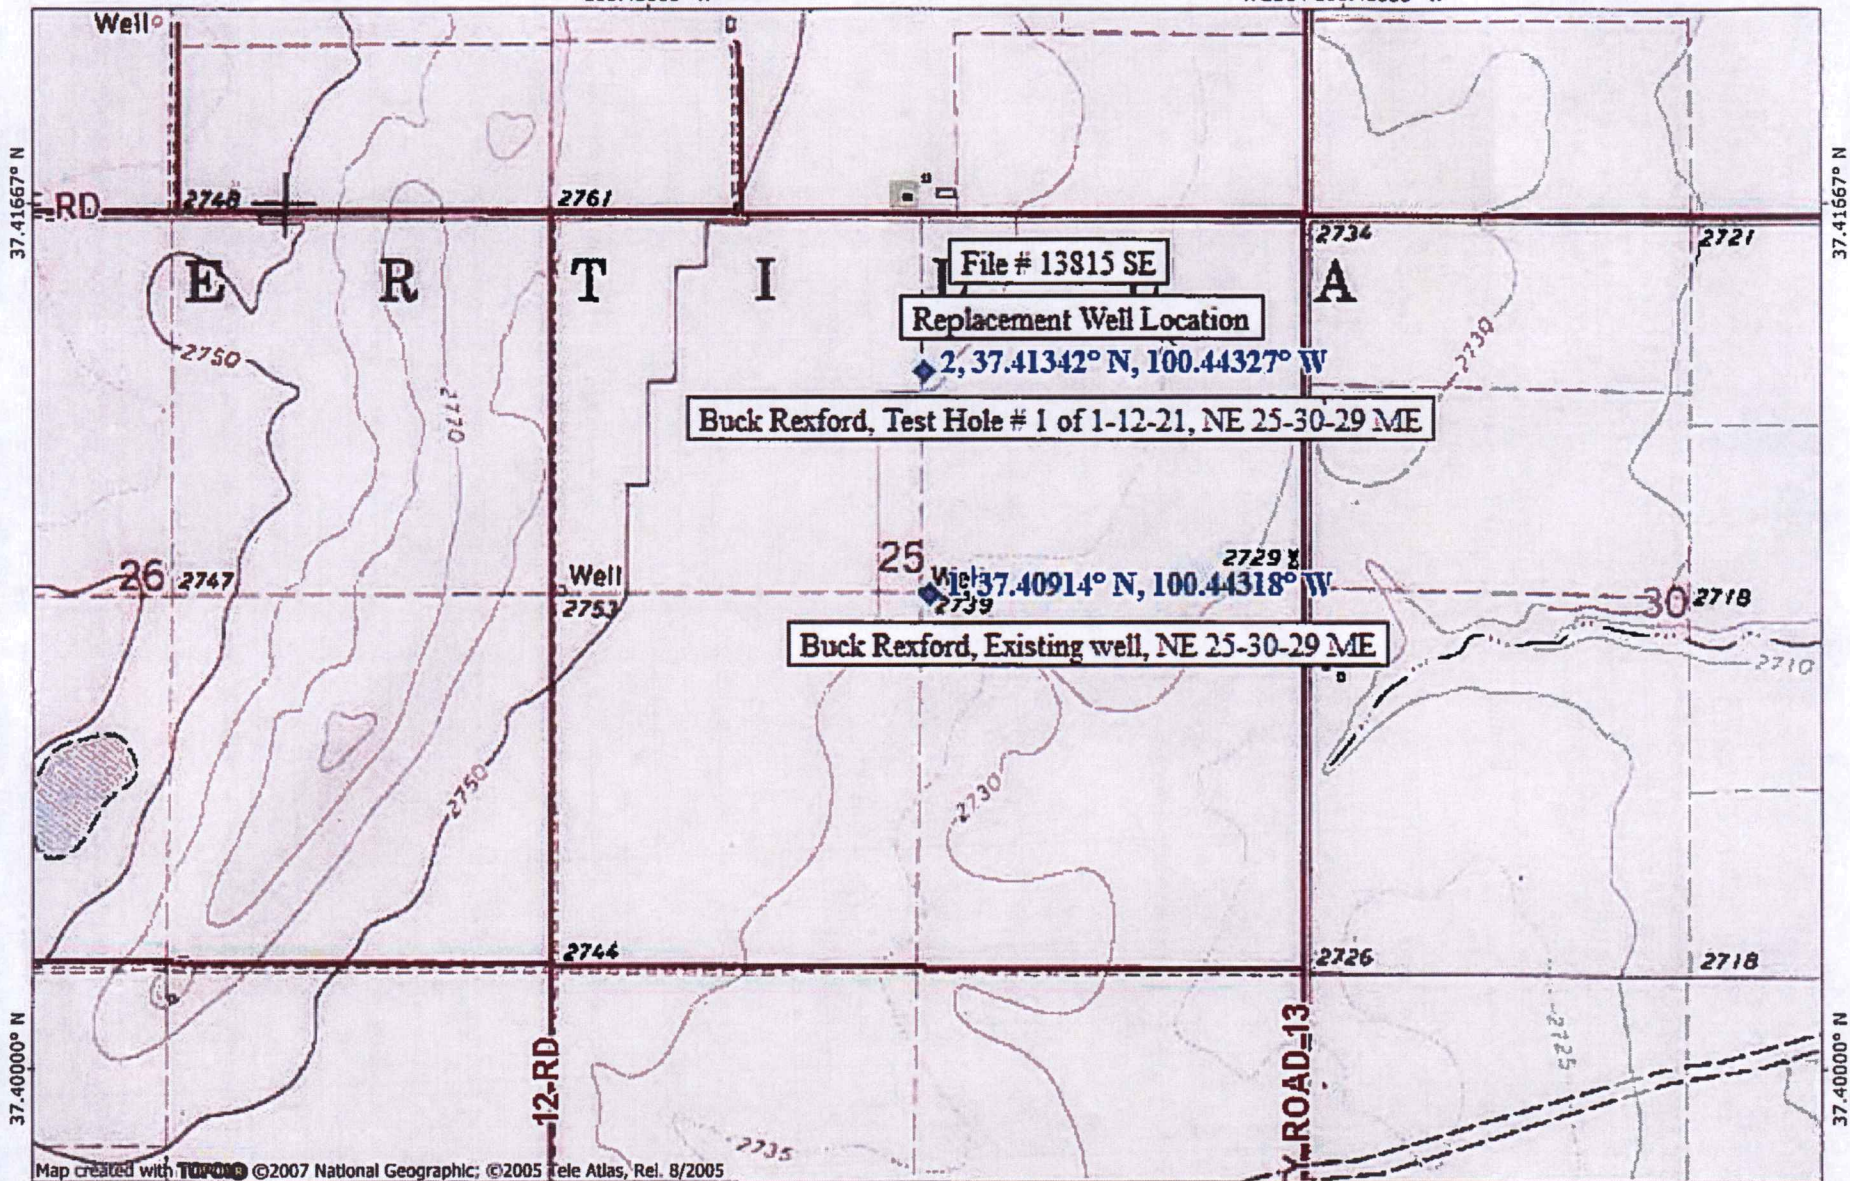 Well
37.41667° N
37.41667° N
RD
2748
2761
2734
2721
E R T I A
File # 13815 SE
Replacement Well Location
2, 37.41342° N, 100.44327° W
Buck Rexford, Test Hole # 1 of 1-12-21, NE 25-30-29 ME
2750
2770
2730
26
2747
Well
2753
25
1, 37.40914° N, 100.44318° W
2739
2729
30
2718
Buck Rexford, Existing well, NE 25-30-29 ME
2710
2750
2730
2744
2726
2718
37.40000° N
37.40000° N
12-RD
Y-ROAD-13
2725
2735
Map created with TOPO!® ©2007 National Geographic; ©2005 Tele Atlas, Rel. 8/2005